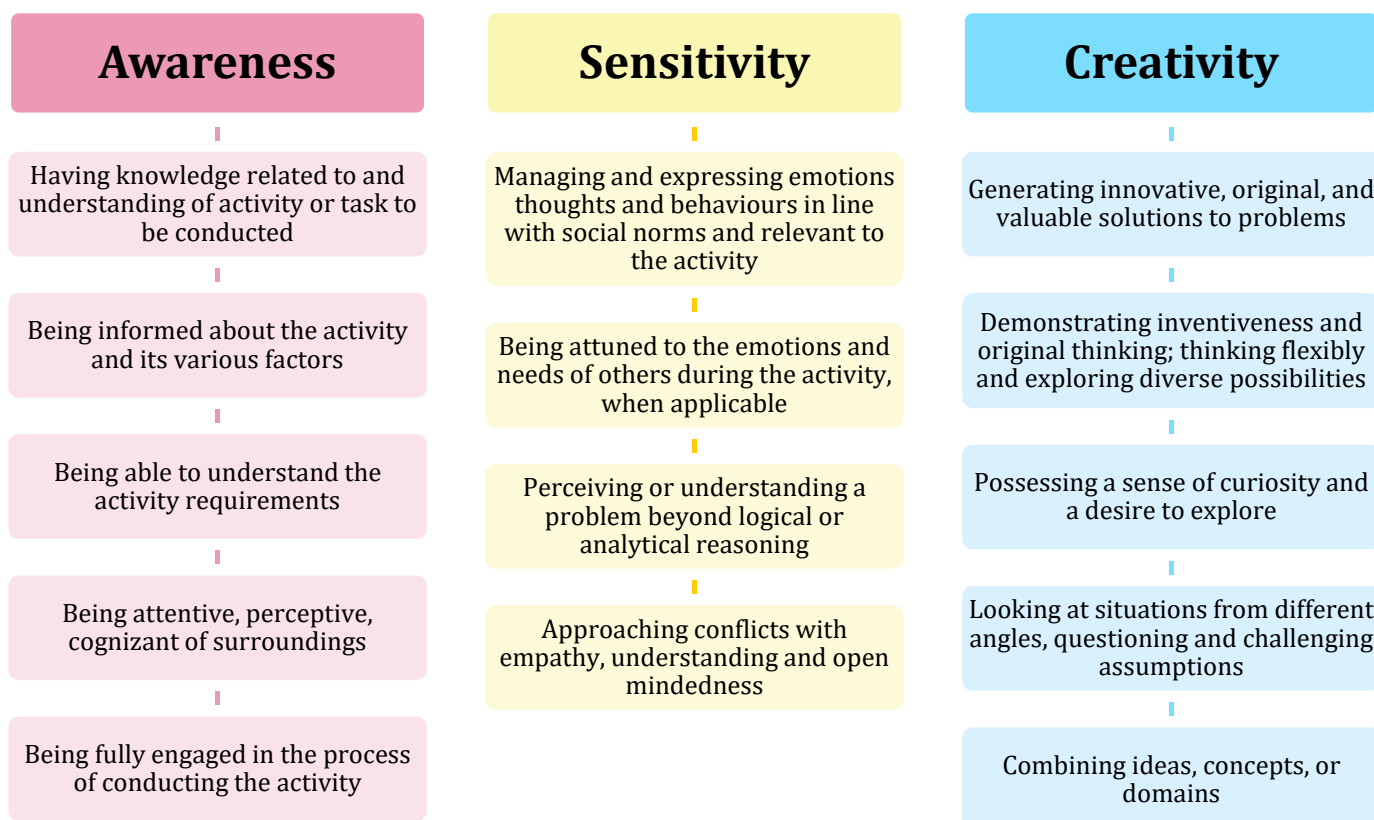 Awareness
Having knowledge related to and
understanding of activity or task to
be conducted
Being informed about the activity
and its various factors
Being able to understand the
activity requirements
Being attentive, perceptive,
cognizant of surroundings
Being fully engaged in the process
of conducting the activity
Sensitivity
Managing and expressing emotions
thoughts and behaviours in line
with social norms and relevant to
the activity
Being attuned to the emotions and
needs of others during the activity,
when applicable
Perceiving or understanding a
problem beyond logical or
analytical reasoning
Approaching conflicts with
empathy, understanding and open
mindedness
Creativity
Generating innovative, original, and
valuable solutions to problems
Demonstrating inventiveness and
original thinking; thinking flexibly
and exploring diverse possibilities
Possessing a sense of curiosity and
a desire to explore
Looking at situations from different
angles, questioning and challenging
assumptions
Combining ideas, concepts, or
domains